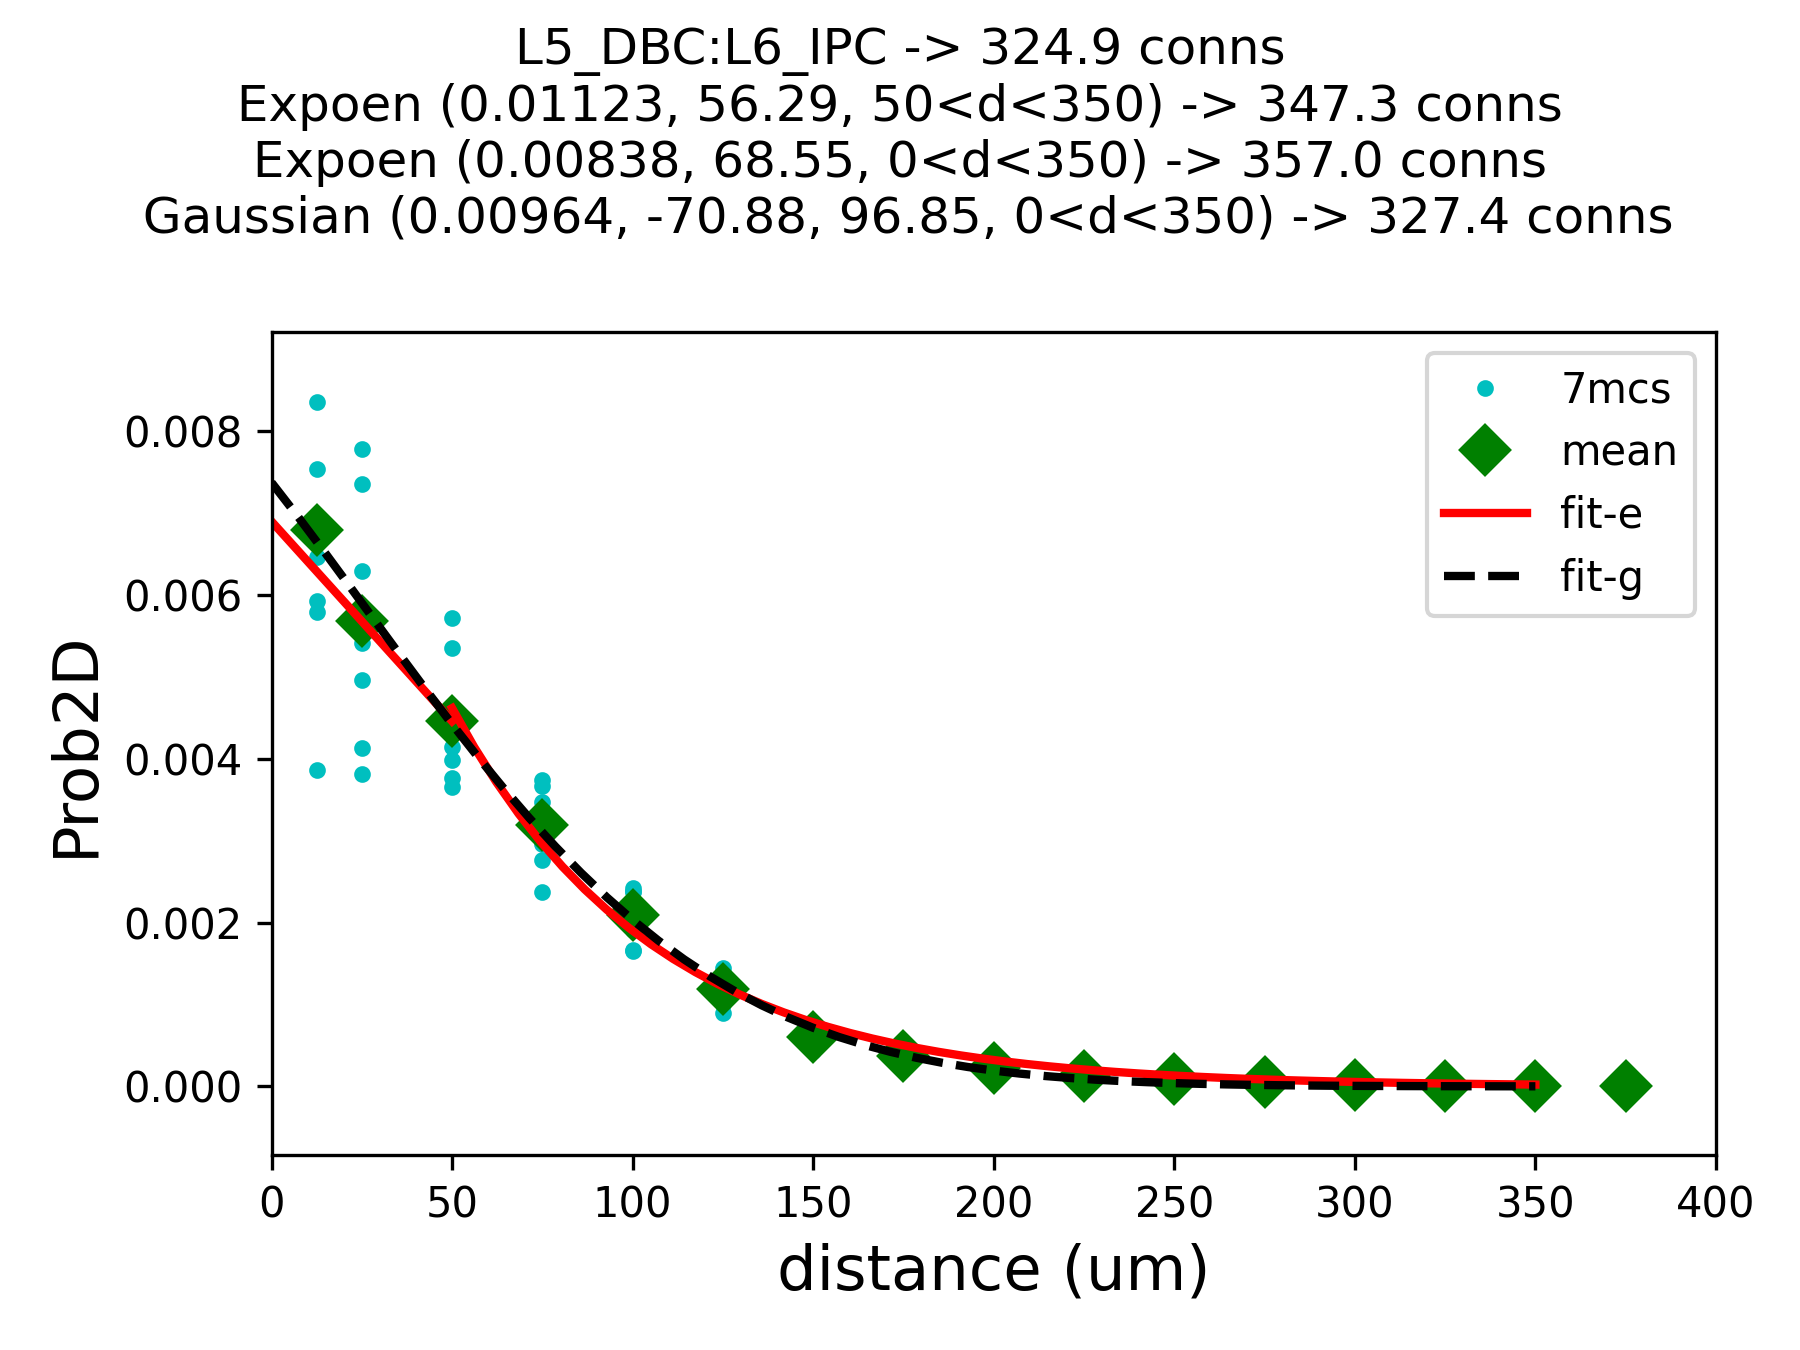 L5_DBC:L6_IPC -> 324.9 conns
Expoen (0.01123, 56.29, 50<d<350) -> 347.3 conns
Expoen (0.00838, 68.55, 0<d<350) -> 357.0 conns
Gaussian (0.00964, -70.88, 96.85, 0<d<350) -> 327.4 conns
7mcs
mean
fit-e
fit-g
Prob2D
0.008
0.006
0.004
0.002
0.000
0 50 100 150 200 250 300 350 400
distance (um)